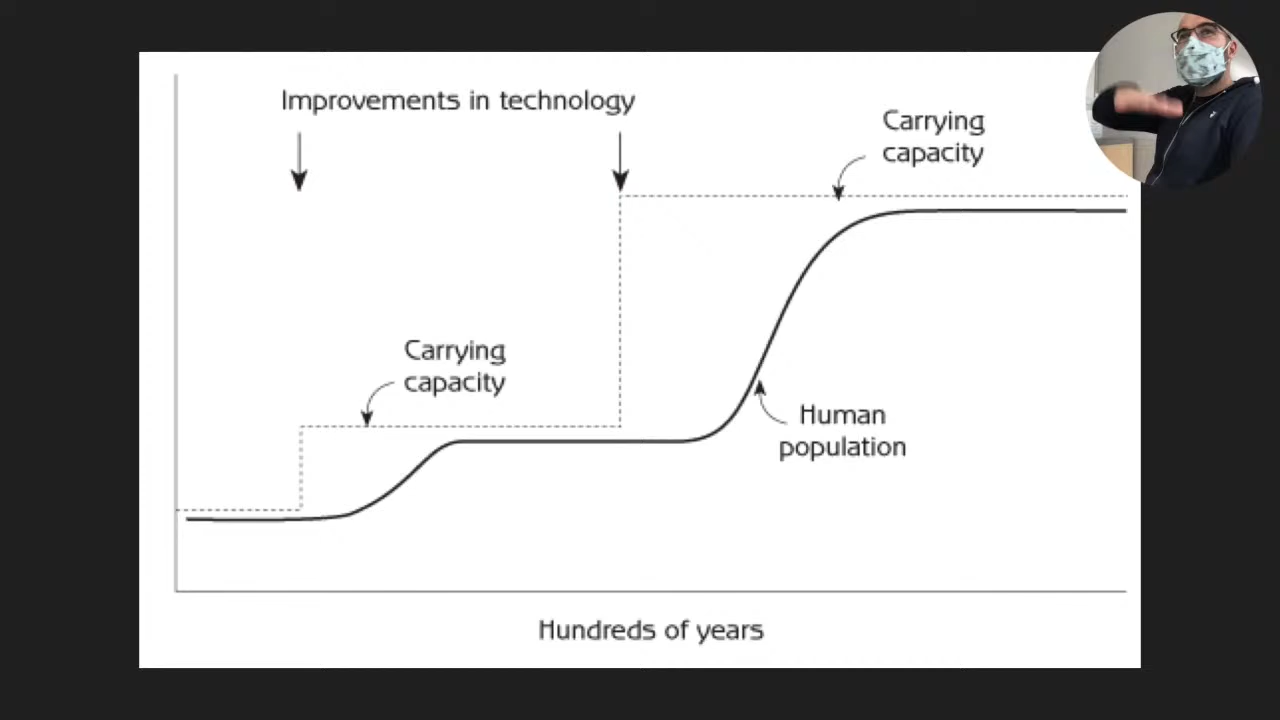 Improvements in technology
Carrying
capacity
Carrying
capacity
Human
population
Hundreds of years